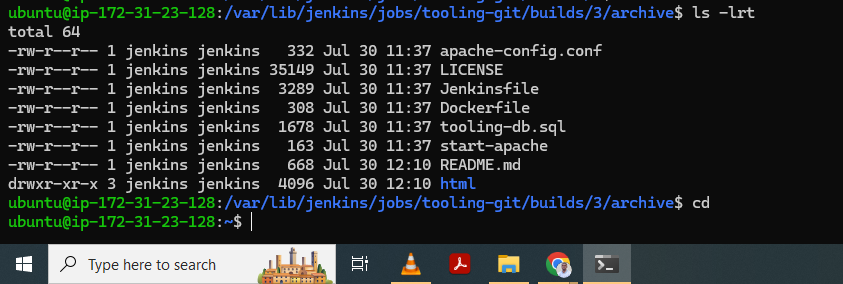 ubuntu@ip-172-31-23-128:/var/lib/jenkins/jobs/tooling-git/builds/3/archive$ ls -lrt
total 64
-rw-r--r-- 1 jenkins jenkins   332 Jul 30 11:37 apache-config.conf
-rw-r--r-- 1 jenkins jenkins 35149 Jul 30 11:37 LICENSE
-rw-r--r-- 1 jenkins jenkins  3289 Jul 30 11:37 Jenkinsfile
-rw-r--r-- 1 jenkins jenkins   308 Jul 30 11:37 Dockerfile
-rw-r--r-- 1 jenkins jenkins  1678 Jul 30 11:37 tooling-db.sql
-rw-r--r-- 1 jenkins jenkins   163 Jul 30 11:37 start-apache
-rw-r--r-- 1 jenkins jenkins   668 Jul 30 12:10 README.md
drwxr-xr-x 3 jenkins jenkins  4096 Jul 30 12:10 html
ubuntu@ip-172-31-23-128:/var/lib/jenkins/jobs/tooling-git/builds/3/archive$ cd
ubuntu@ip-172-31-23-128:~$
Type here to search